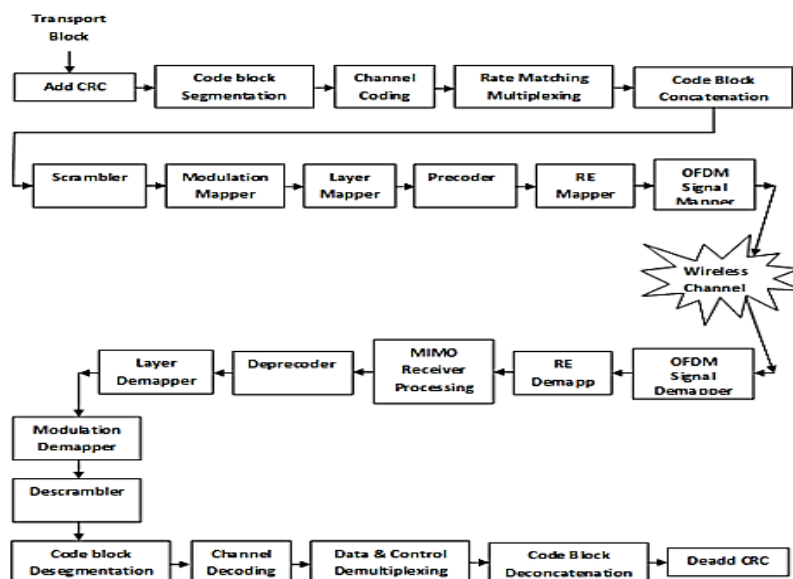 Transport
Block
Add CRC
Code block
Segmentation
Channel
Coding
Rate Matching
Multiplexing
Code Block
Concatenation
Scrambler
Modulation
Mapper
Layer
Mapper
Precoder
RE
Mapper
OFDM
Signal
Mapper
Wireless
Channel
Layer
Demapper
Deprecoder
MIMO
Receiver
Processing
RE
Demapp
OFDM
Signal
Demapper
Modulation
Demapper
Descrambler
Code block
Desegmentation
Channel
Decoding
Data & Control
Demultiplexing
Code Block
Deconcatenation
Deadd CRC